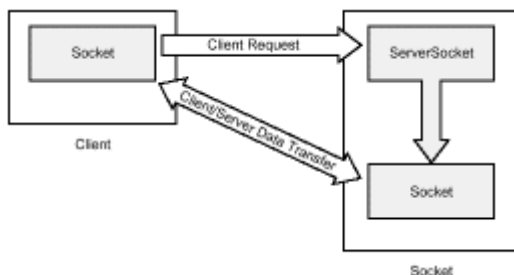 Socket
Client Request
ServerSocket
Client/Server Data Transfer
Client
Socket
Socket